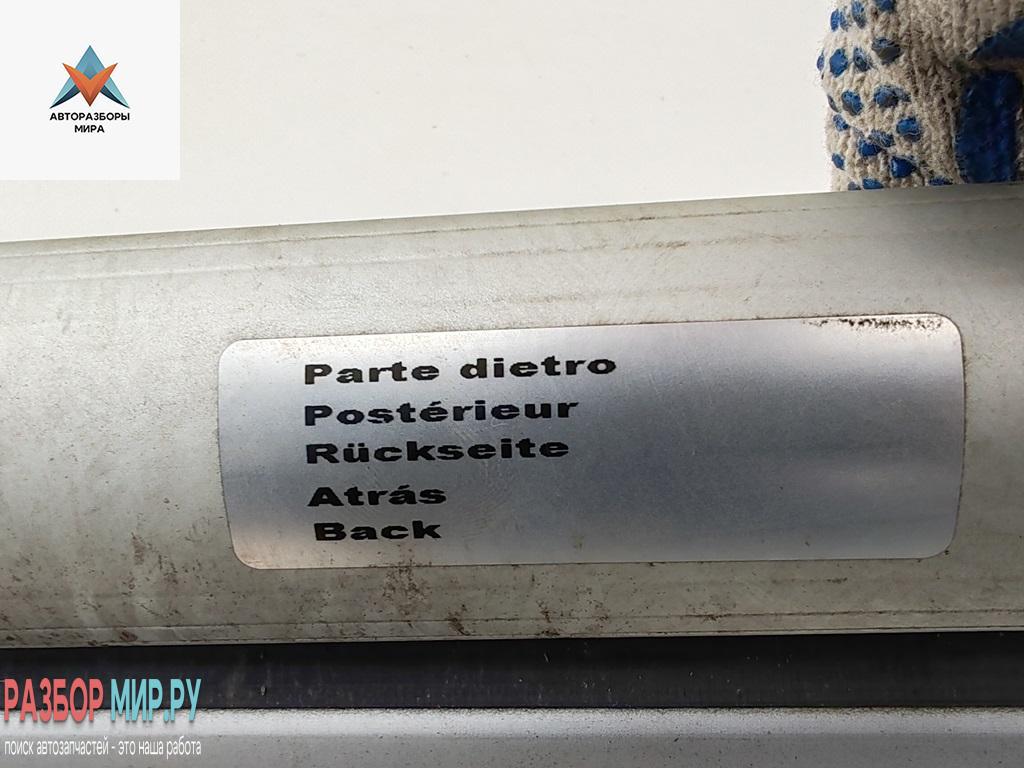 АВТОРАЗБОРЫ
МИРА
Parte dietro
Postérieur
Rückseite
Atrás
Back
РАЗБОР МИР.РУ
поиск автозапчастей - это наша работа